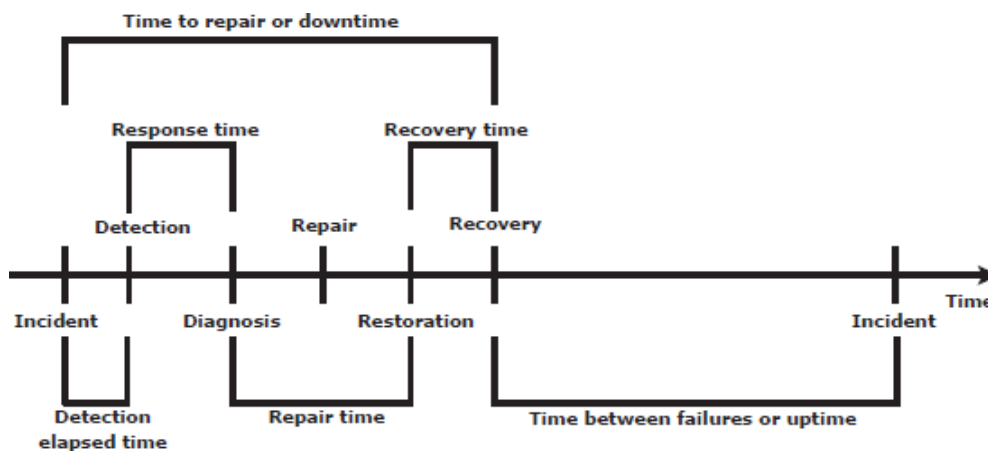 Time to repair or downtime
Response time
Recovery time
Detection
Repair
Recovery
Time
Incident
Diagnosis
Restoration
Incident
Detection
elapsed time
Repair time
Time between failures or uptime